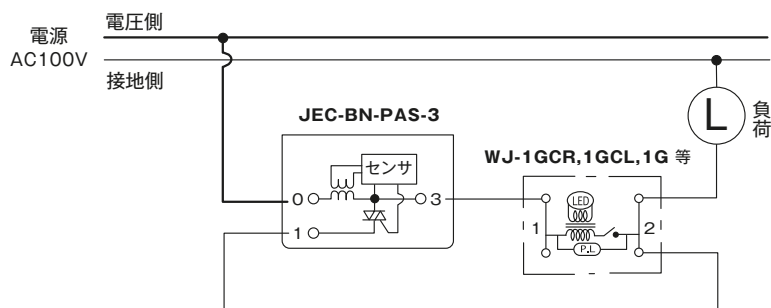 電圧側
電源
AC100V
接地側
JEC-BN-PAS-3
L
負荷
WJ-1GCR,1GCL,1G 等
センサ
0
3
LED
1
2
1
P.L